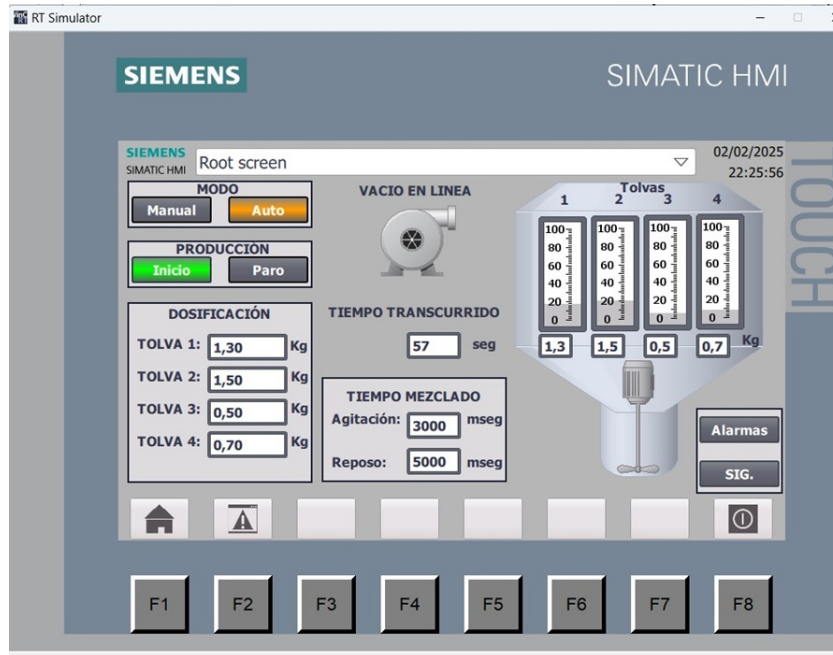 RT Simulator
SIEMENS
SIMATIC HMI
TOUCH
SIEMENS
SIMATIC HMI
Root screen
02/02/2025
22:25:56
MODO
Manual Auto
PRODUCCIÓN
Inicio Paro
DOSIFICACIÓN
TOLVA 1: 1,30 Kg
TOLVA 2: 1,50 Kg
TOLVA 3: 0,50 Kg
TOLVA 4: 0,70 Kg
VACIO EN LINEA
TIEMPO TRANSCURRIDO
57 seg
TIEMPO MEZCLADO
Agitación: 3000 mseg
Reposo: 5000 mseg
Tolvas
1 2 3 4
100 100 100 100
80 80 80 80
60 60 60 60
40 40 40 40
20 20 20 20
0 0 0 0
1,3 1,5 0,5 0,7 Kg
Alarmas
SIG.
F1 F2 F3 F4 F5 F6 F7 F8